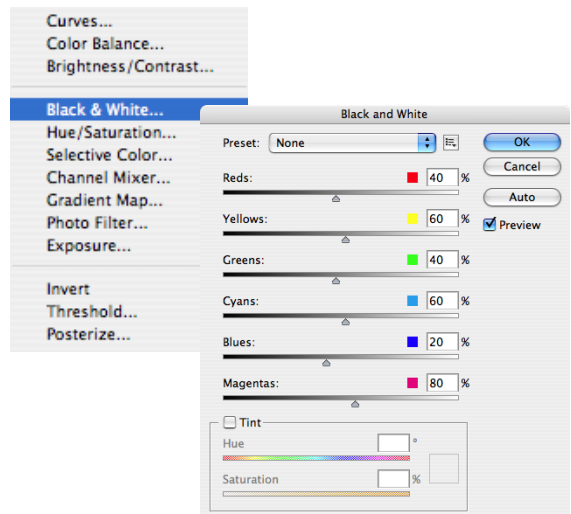 Curves...
Color Balance...
Brightness/Contrast...
Black & White...
Hue/Saturation...
Selective Color...
Channel Mixer...
Gradient Map...
Photo Filter...
Exposure...
Invert
Threshold...
Posterize...
Black and White
Preset: None
OK
Cancel
Auto
Preview
Reds: 40 %
Yellows: 60 %
Greens: 40 %
Cyans: 60 %
Blues: 20 %
Magentas: 80 %
Tint
Hue °
Saturation %